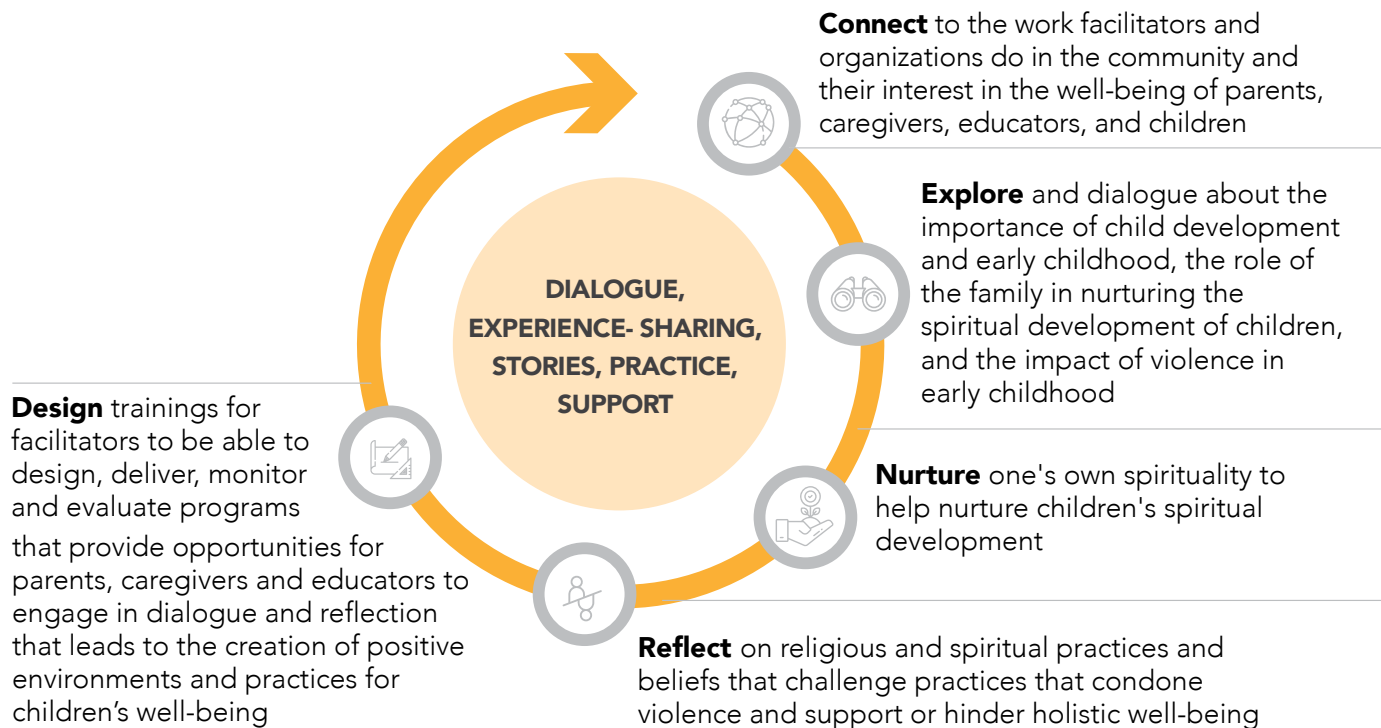 Connect to the work facilitators and
organizations do in the community and
their interest in the well-being of parents,
caregivers, educators, and children
Explore and dialogue about the
importance of child development
and early childhood, the role of
the family in nurturing the
spiritual development of children,
and the impact of violence in
early childhood
DIALOGUE,
EXPERIENCE- SHARING,
STORIES, PRACTICE,
SUPPORT
Nurture one's own spirituality to
help nurture children's spiritual
development
Reflect on religious and spiritual practices and
beliefs that challenge practices that condone
violence and support or hinder holistic well-being
Design trainings for
facilitators to be able to
design, deliver, monitor
and evaluate programs
that provide opportunities for
parents, caregivers and educators to
engage in dialogue and reflection
that leads to the creation of positive
environments and practices for
children’s well-being